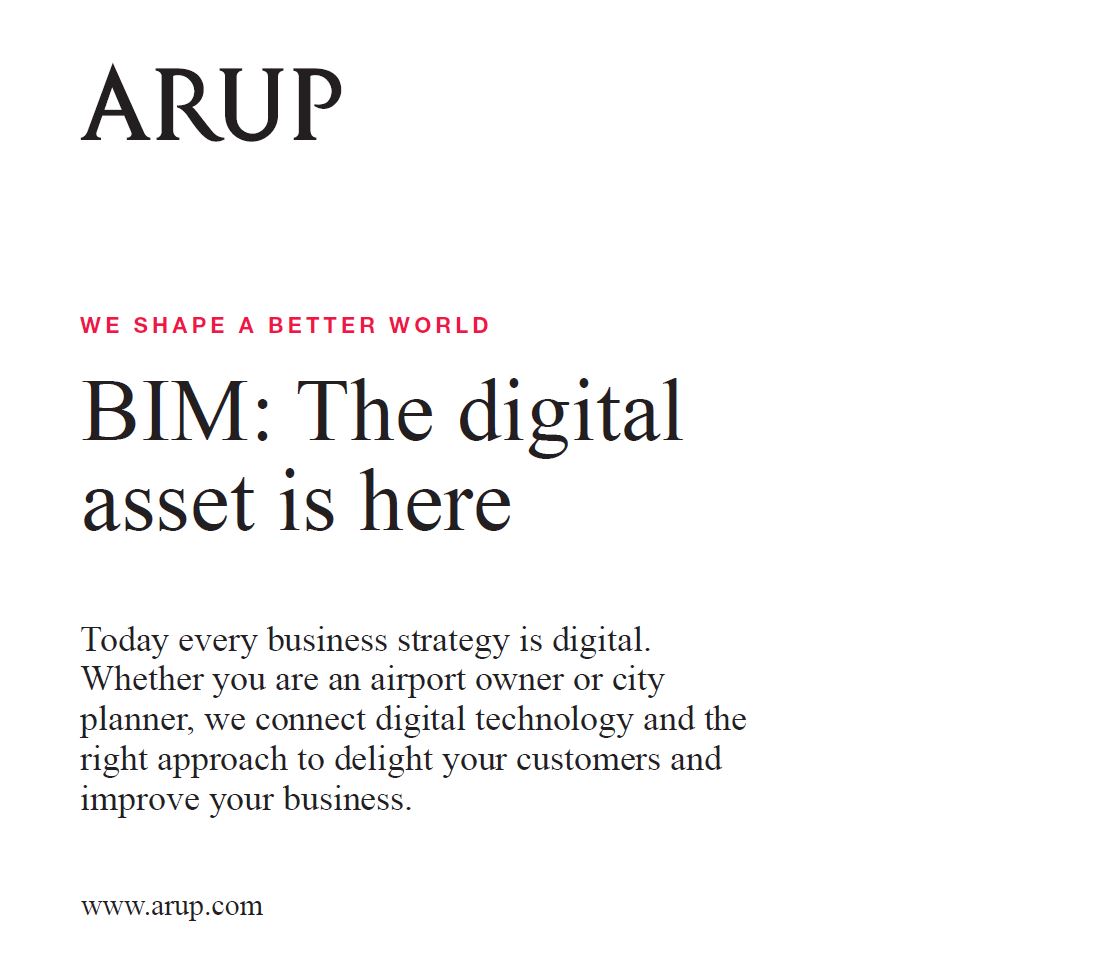 ARUP
WE SHAPE A BETTER WORLD
BIM: The digital
asset is here
Today every business strategy is digital.
Whether you are an airport owner or city
planner, we connect digital technology and the
right approach to delight your customers and
improve your business.
www.arup.com